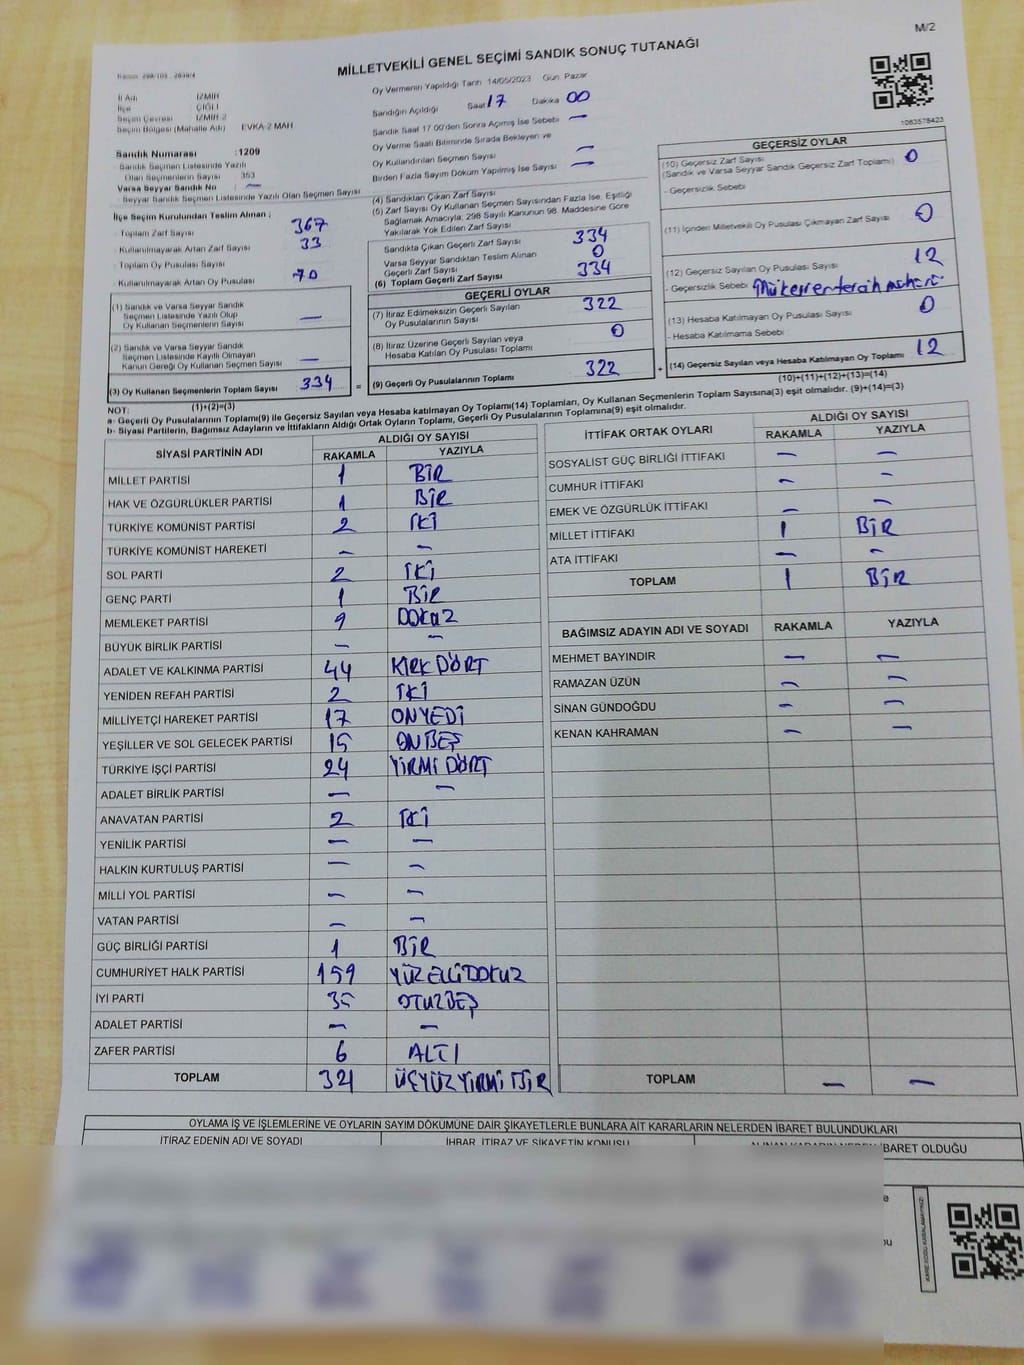 M/2
MİLLETVEKİLİ GENEL SEÇİMİ SANDIK SONUÇ TUTANAĞI
İl Adı İZMİR
İlçe ÇİĞLİ
Seçim Çevresi İZMİR-2
Seçim Bölgesi (Mahalle Adı) EVKA-2 MAH
Sandık Numarası :1209
Sandık Seçmen Listesinde Yazılı
Olan Seçmenlerin Sayısı 353
Varsa Seyyar Sandık No : —
Seyyar Sandık Seçmen Listesinde Yazılı Olan Seçmen Sayısı
İlçe Seçim Kurulundan Teslim Alınan ;
- Toplam Zarf Sayısı 367
- Kullanılmayarak Artan Zarf Sayısı 33
- Toplam Oy Pusulası Sayısı
- Kullanılmayarak Artan Oy Pusulası 70
(1) Sandık ve Varsa Seyyar Sandık
Seçmen Listesinde Yazılı Olup
Oy Kullanan Seçmenlerin Sayısı —
(2) Sandık ve Varsa Seyyar Sandık
Seçmen Listesinde Kayıtlı Olmayan
Kanun Gereği Oy Kullanan Seçmen Sayısı —
(3) Oy Kullanan Seçmenlerin Toplam Sayısı 334 =
(1)+(2)=(3)
Oy Vermenin Yapıldığı Tarih 14/05/2023 Gün Pazar
Sandığın Açıldığı Saat 17 Dakika 00
Sandık Saat 17.00'den Sonra Açılmış İse Sebebi —
Oy Verme Saati Bitiminde Sırada Bekleyen ve
Oy Kullandırılan Seçmen Sayısı —
Birden Fazla Sayım Döküm Yapılmış İse Sayısı —
(4) Sandıktan Çıkan Zarf Sayısı
(5) Zarf Sayısı Oy Kullanan Seçmen Sayısından Fazla İse, Eşitliği
Sağlamak Amacıyla; 298 Sayılı Kanunun 98. Maddesine Göre
Yakılarak Yok Edilen Zarf Sayısı
Sandıkta Çıkan Geçerli Zarf Sayısı 334
Varsa Seyyar Sandıktan Teslim Alınan
Geçerli Zarf Sayısı 0
(6) Toplam Geçerli Zarf Sayısı 334
GEÇERLİ OYLAR
(7) İtiraz Edilmeksizin Geçerli Sayılan
Oy Pusulalarının Sayısı 322
(8) İtiraz Üzerine Geçerli Sayılan veya
Hesaba Katılan Oy Pusulası Toplamı 0
(9) Geçerli Oy Pusulalarının Toplamı 322 +
1083578423
GEÇERSİZ OYLAR
(10) Geçersiz Zarf Sayısı 0
(Sandık ve Varsa Seyyar Sandık Geçersiz Zarf Toplamı)
- Geçersizlik Sebebi
(11) İçinden Milletvekili Oy Pusulası Çıkmayan Zarf Sayısı 0
(12) Geçersiz Sayılan Oy Pusulası Sayısı 12
- Geçersizlik Sebebi Mükerrer tercih mührü
(13) Hesaba Katılmayan Oy Pusulası Sayısı 0
- Hesaba Katılmama Sebebi :
(14) Geçersiz Sayılan veya Hesaba Katılmayan Oy Toplamı 12
(10)+(11)+(12)+(13)=(14)
NOT:
a- Geçerli Oy Pusulalarının Toplamı(9) ile Geçersiz Sayılan veya Hesaba katılmayan Oy Toplamı(14) Toplamları, Oy Kullanan Seçmenlerin Toplam Sayısına(3) eşit olmalıdır. (9)+(14)=(3)
b- Siyasi Partilerin, Bağımsız Adayların ve İttifakların Aldığı Ortak Oyların Toplamı, Geçerli Oy Pusulalarının Toplamına(9) eşit olmalıdır.
SİYASİ PARTİNİN ADI ALDIĞI OY SAYISI
RAKAMLA YAZIYLA
MİLLET PARTİSİ 1 BİR
HAK VE ÖZGÜRLÜKLER PARTİSİ 1 BİR
TÜRKİYE KOMÜNİST PARTİSİ 2 İKİ
TÜRKİYE KOMÜNİST HAREKETİ — —
SOL PARTİ 2 İKİ
GENÇ PARTİ 1 BİR
MEMLEKET PARTİSİ 9 DOKUZ
BÜYÜK BİRLİK PARTİSİ — —
ADALET VE KALKINMA PARTİSİ 44 KIRK DÖRT
YENİDEN REFAH PARTİSİ 2 İKİ
MİLLİYETÇİ HAREKET PARTİSİ 17 ONYEDİ
YEŞİLLER VE SOL GELECEK PARTİSİ 15 ONBEŞ
TÜRKİYE İŞÇİ PARTİSİ 24 YİRMİ DÖRT
ADALET BİRLİK PARTİSİ — —
ANAVATAN PARTİSİ 2 İKİ
YENİLİK PARTİSİ — —
HALKIN KURTULUŞ PARTİSİ — —
MİLLİ YOL PARTİSİ — —
VATAN PARTİSİ — —
GÜÇ BİRLİĞİ PARTİSİ 1 BİR
CUMHURİYET HALK PARTİSİ 159 YÜZELLİDOKUZ
İYİ PARTİ 35 OTUZBEŞ
ADALET PARTİSİ — —
ZAFER PARTİSİ 6 ALTI
TOPLAM 321 ÜÇYÜZYİRMİ BİR
İTTİFAK ORTAK OYLARI ALDIĞI OY SAYISI
RAKAMLA YAZIYLA
SOSYALİST GÜÇ BİRLİĞİ İTTİFAKI — —
CUMHUR İTTİFAKI — —
EMEK VE ÖZGÜRLÜK İTTİFAKI — —
MİLLET İTTİFAKI 1 BİR
ATA İTTİFAKI — —
TOPLAM 1 BİR
BAĞIMSIZ ADAYIN ADI VE SOYADI RAKAMLA YAZIYLA
MEHMET BAYINDIR — —
RAMAZAN ÜZÜN — —
SİNAN GÜNDOĞDU — —
KENAN KAHRAMAN — —
TOPLAM — —
OYLAMA İŞ VE İŞLEMLERİNE VE OYLARIN SAYIM DÖKÜMÜNE DAİR ŞİKAYETLERLE BUNLARA AİT KARARLARIN NELERDEN İBARET BULUNDUKLARI
İTİRAZ EDENİN ADI VE SOYADI İHBAR, İTİRAZ VE ŞİKAYETİN KONUSU ALINAN KARARIN NEDEN İBARET OLDUĞU